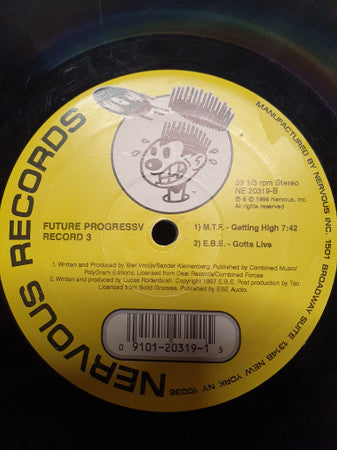 NERVOUS RECORDS
MANUFACTURED BY NERVOUS INC. 1501 BROADWAY SUITE 1314B NEW YORK NY 10036
33 1/3 rpm Stereo
NE 20319-B
℗ & © 1998 Nervous, Inc.
All rights reserved
FUTURE PROGRESSV
RECORD 3
1) M.T.F. - Getting High 7:42
2) E.B.E. - Gotta Live
1. Written and Produced by Stef Vrolijk/Sander Kleinenberg. Published by Combined Music/
PolyGram Editions. Licensed from Deal Records/Combined Forces
2. Written and produced by Lucas Rodenbush. Copyright 1997 E.B.E. Post production by Tao.
Licensed from Solid Grooves. Published by EBE Audio.
0 9101-20319-1 5